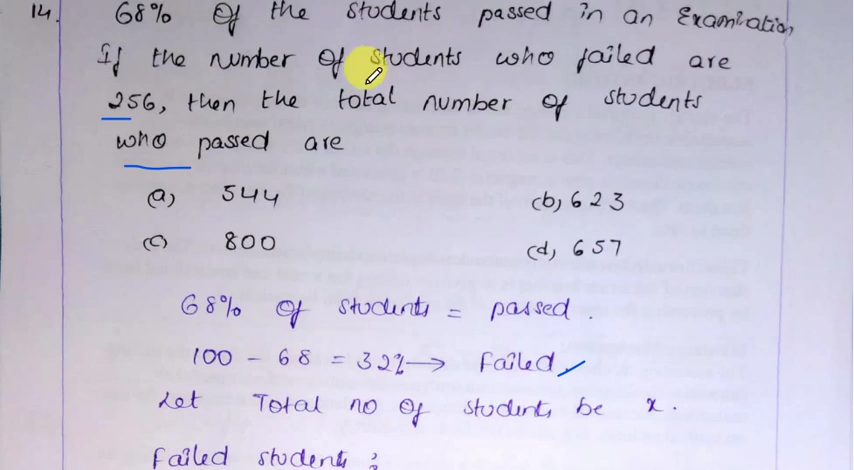 14. 68% of the students passed in an Examination,
If the number of students who failed are
256, then the total number of students
who passed are
(a) 544 (b) 623
(c) 800 (d) 657
68% of students = passed.
100 - 68 = 32% → Failed
Let Total no of students be x.
Failed students :